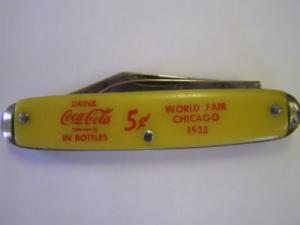 DRINK
Coca-Cola
IN BOTTLES
5¢
WORLD FAIR
CHICAGO
1933